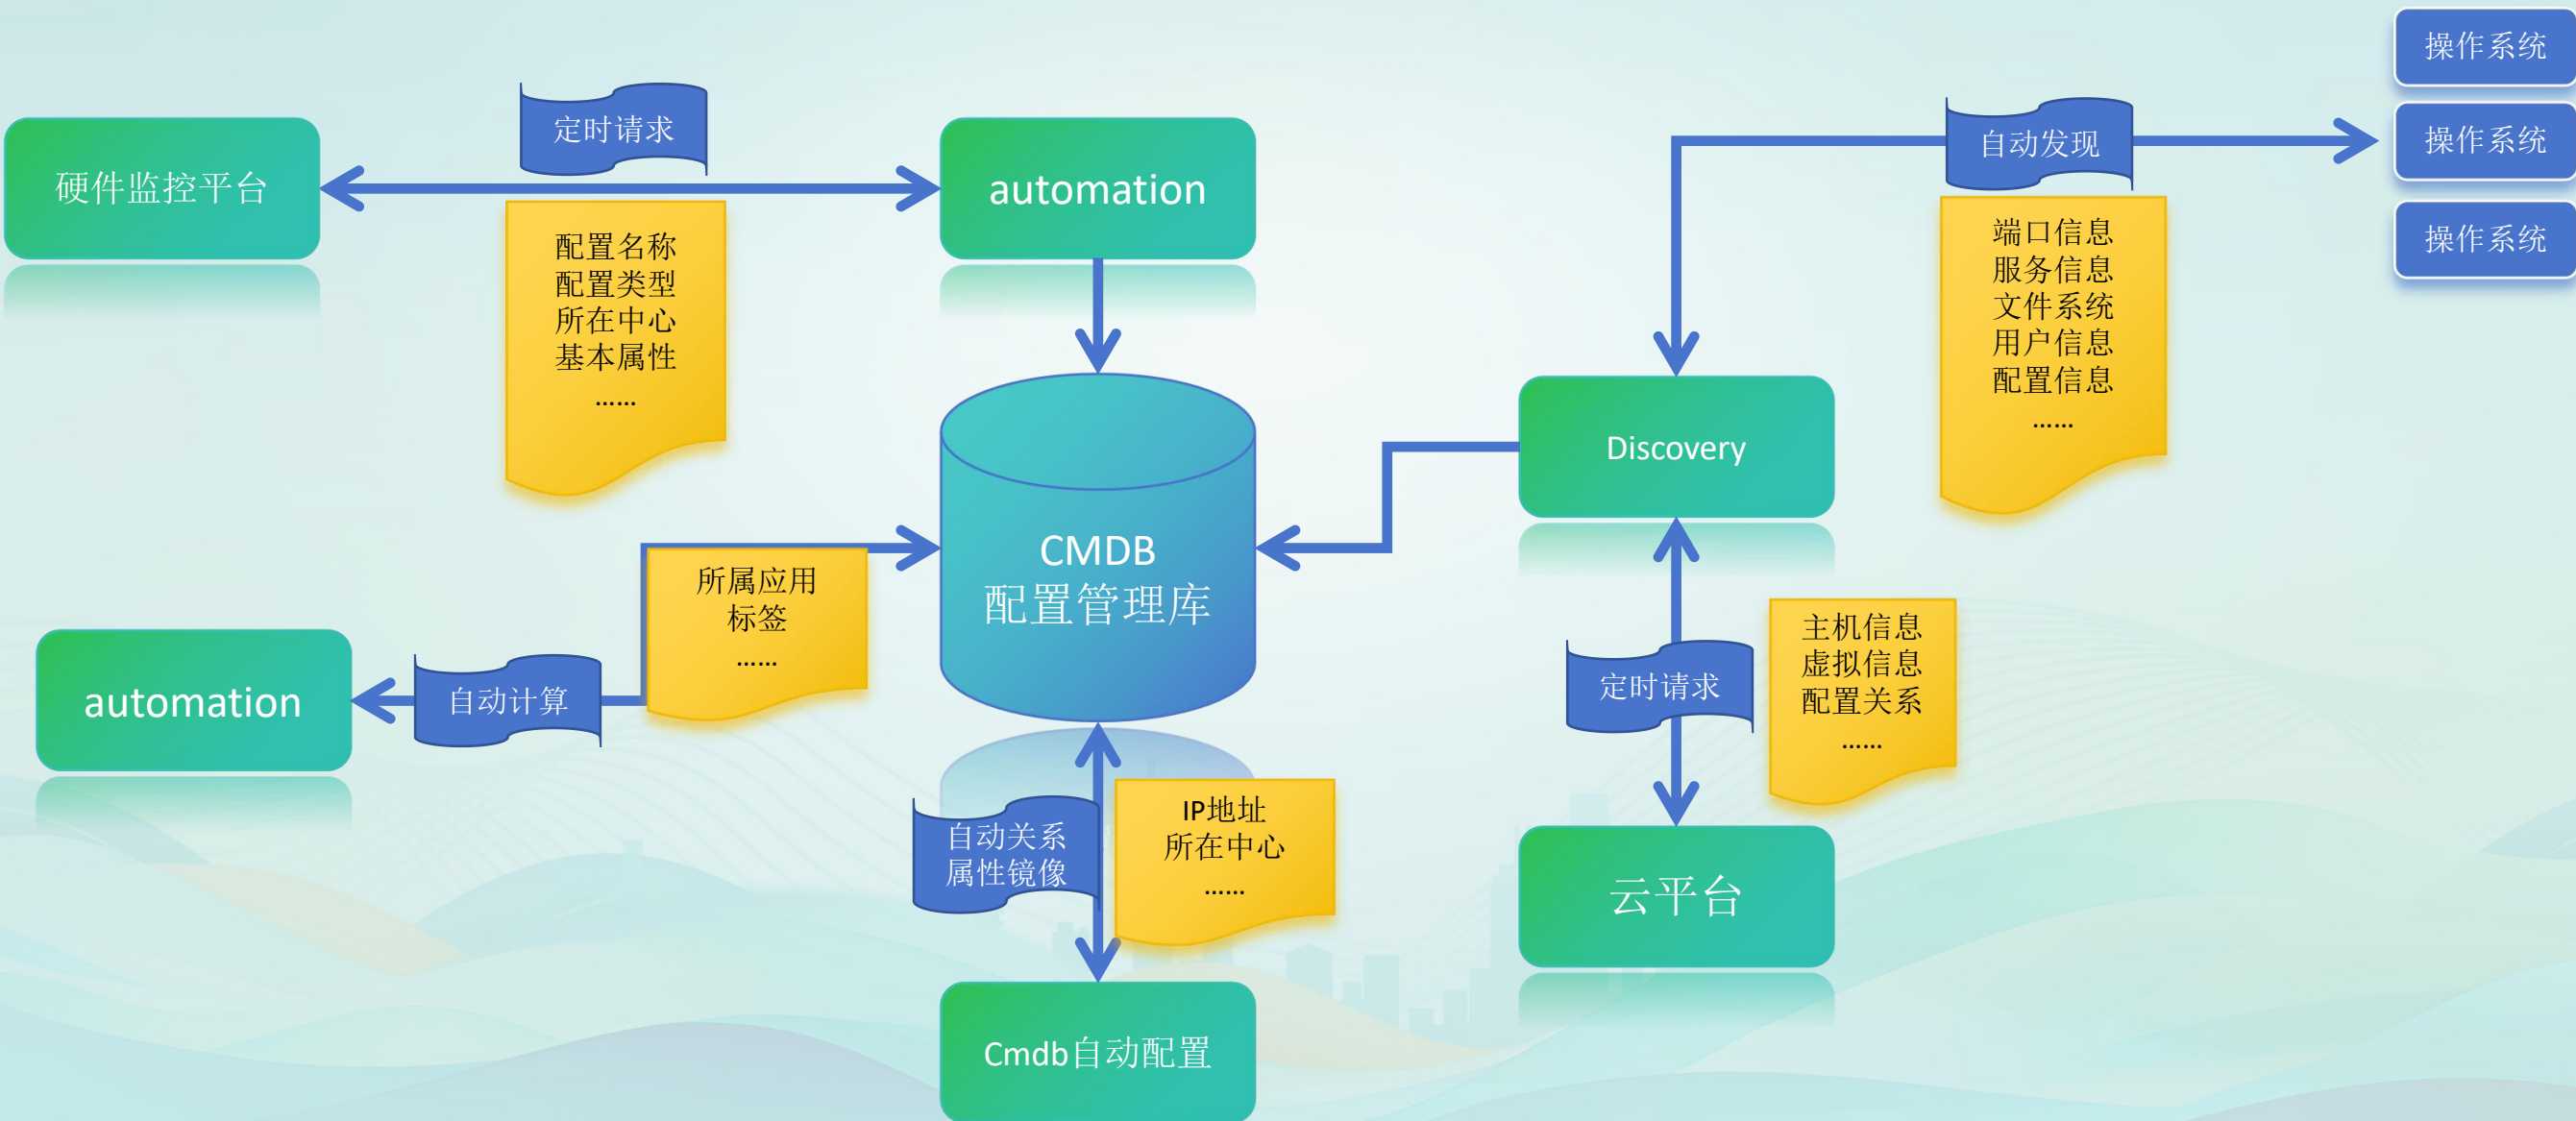 操作系统
定时请求
自动发现
操作系统
硬件监控平台
automation
操作系统
配置名称
配置类型
所在中心
基本属性
......
端口信息
服务信息
文件系统
用户信息
配置信息
......
Discovery
CMDB
配置管理库
所属应用
标签
......
automation
自动计算
定时请求
主机信息
虚拟信息
配置关系
......
自动关系
属性镜像
IP地址
所在中心
......
云平台
Cmdb自动配置